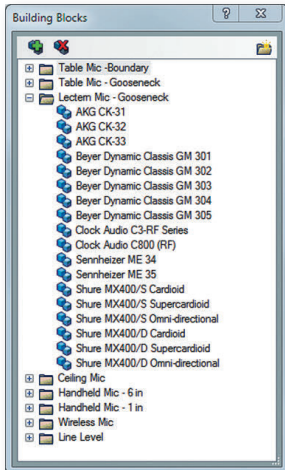 Building Blocks
Table Mic -Boundary
Table Mic - Gooseneck
Lectern Mic - Gooseneck
AKG CK-31
AKG CK-32
AKG CK-33
Beyer Dynamic Classis GM 301
Beyer Dynamic Classis GM 302
Beyer Dynamic Classis GM 303
Beyer Dynamic Classis GM 304
Beyer Dynamic Classis GM 305
Clock Audio C3-RF Series
Clock Audio C800 (RF)
Sennheizer ME 34
Sennheizer ME 35
Shure MX400/S Cardioid
Shure MX400/S Supercardioid
Shure MX400/S Omni-directional
Shure MX400/D Cardioid
Shure MX400/D Supercardioid
Shure MX400/D Omni-directional
Ceiling Mic
Handheld Mic - 6 in
Handheld Mic - 1 in
Wireless Mic
Line Level